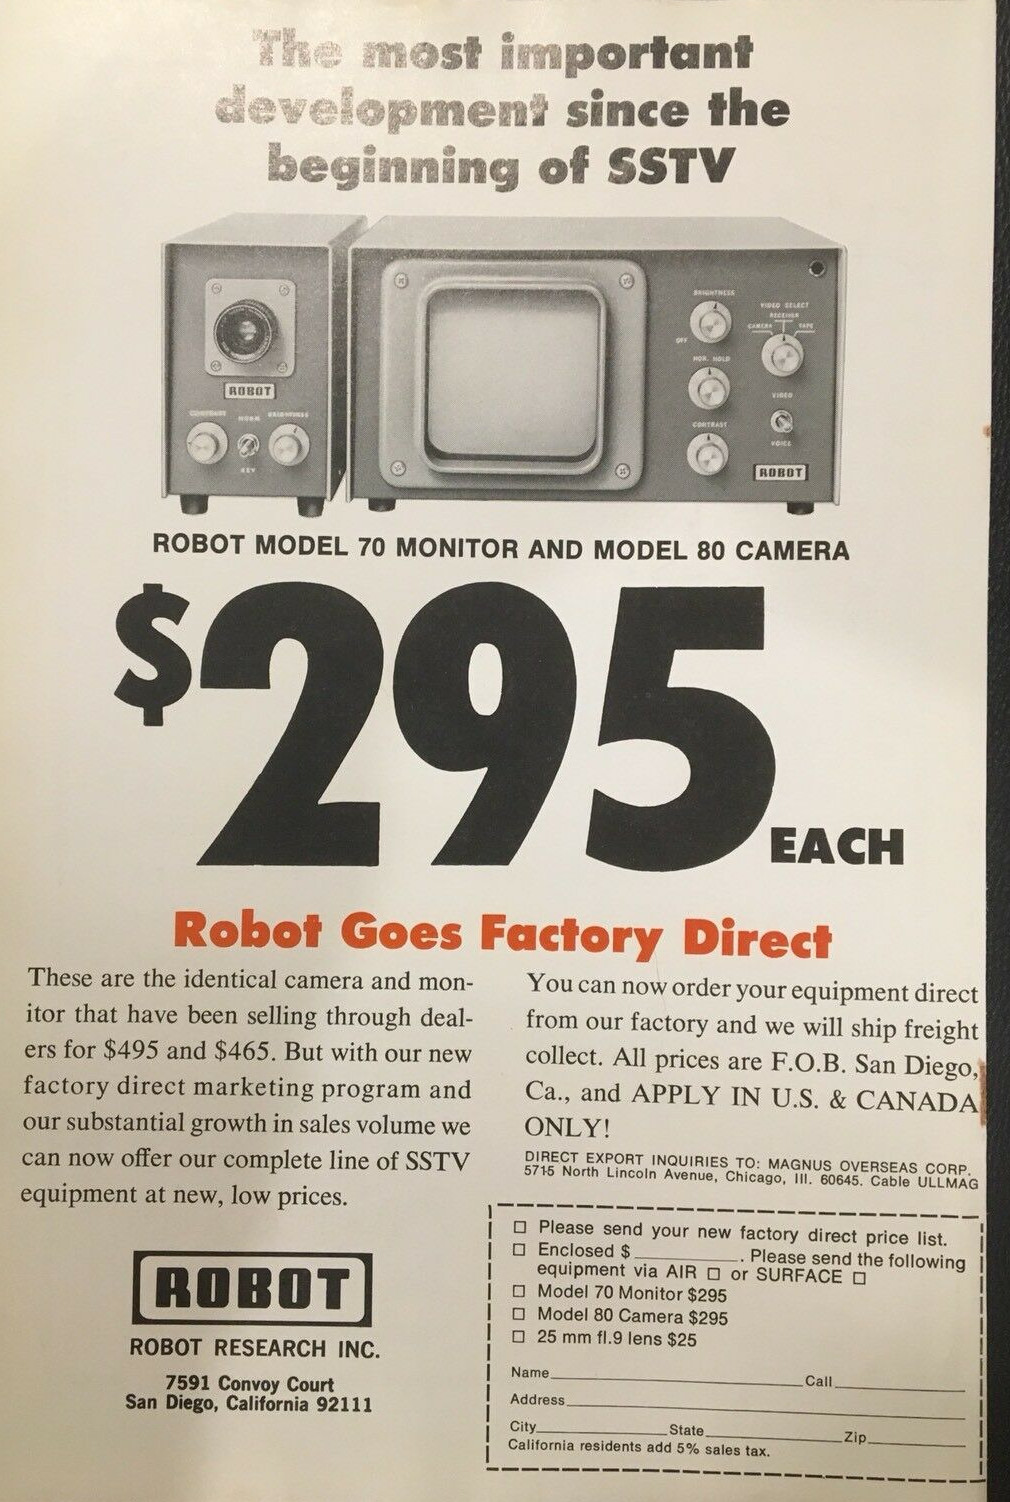 The most important
development since the
beginning of SSTV
ROBOT
CONTRAST
NORM
BRIGHTNESS
KEY
BRIGHTNESS
OFF
HOR. HOLD
CONTRAST
VIDEO SELECT
RECEIVER
CAMERA
TAPE
VIDEO
VOICE
ROBOT
ROBOT MODEL 70 MONITOR AND MODEL 80 CAMERA
$295 EACH
Robot Goes Factory Direct
These are the identical camera and mon-
itor that have been selling through deal-
ers for $495 and $465. But with our new
factory direct marketing program and
our substantial growth in sales volume we
can now offer our complete line of SSTV
equipment at new, low prices.
ROBOT
ROBOT RESEARCH INC.
7591 Convoy Court
San Diego, California 92111
You can now order your equipment direct
from our factory and we will ship freight
collect. All prices are F.O.B. San Diego,
Ca., and APPLY IN U.S. & CANADA
ONLY!
DIRECT EXPORT INQUIRIES TO: MAGNUS OVERSEAS CORP.
5715 North Lincoln Avenue, Chicago, Ill. 60645. Cable ULLMAG
☐ Please send your new factory direct price list.
☐ Enclosed $__________. Please send the following
equipment via AIR ☐ or SURFACE ☐
☐ Model 70 Monitor $295
☐ Model 80 Camera $295
☐ 25 mm fl.9 lens $25
Name____________________Call__________
Address______________________________
City__________State__________Zip__________
California residents add 5% sales tax.